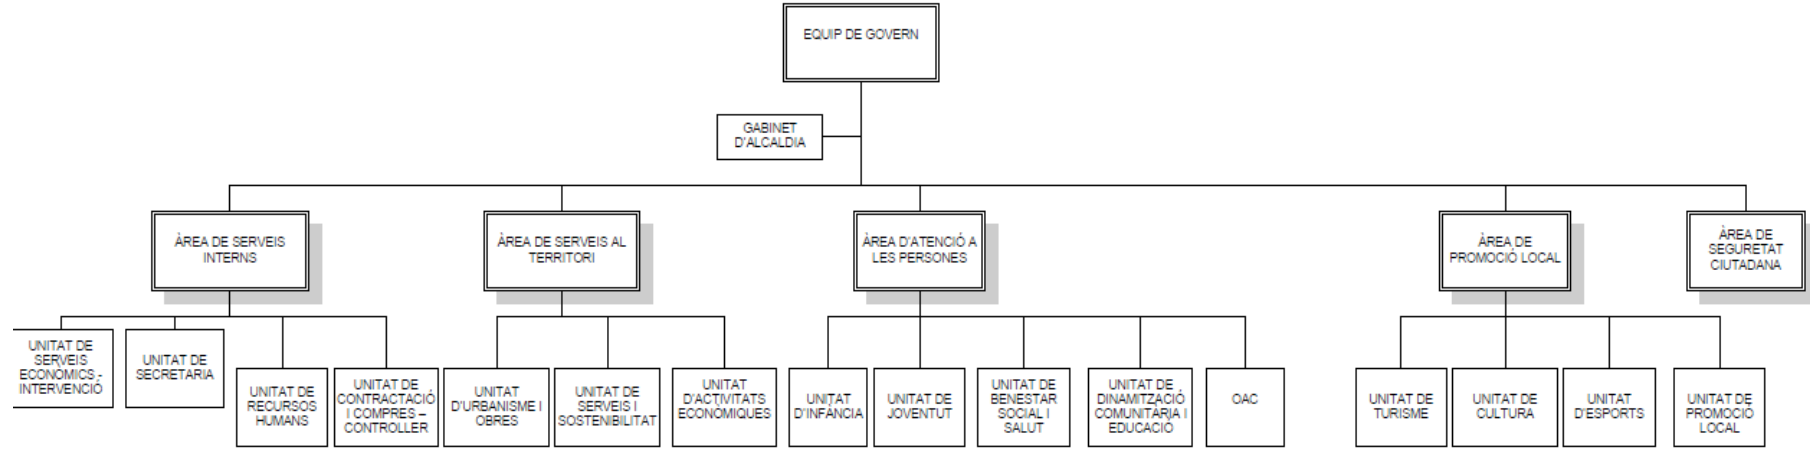 EQUIP DE GOVERN
GABINET
D'ALCALDIA
ÀREA DE SERVEIS
INTERNS
ÀREA DE SERVEIS AL
TERRITORI
ÀREA D'ATENCIÓ A
LES PERSONES
ÀREA DE
PROMOCIÓ LOCAL
ÀREA DE
SEGURETAT
CIUTADANA
UNITAT DE
SERVEIS
ECONÒMICS -
INTERVENCIÓ
UNITAT DE
SECRETARIA
UNITAT DE
RECURSOS
HUMANS
UNITAT DE
CONTRACTACIÓ
I COMPRES –
CONTROLLER
UNITAT
D'URBANISME I
OBRES
UNITAT DE
SERVEIS I
SOSTENIBILITAT
UNITAT
D'ACTIVITATS
ECONÒMIQUES
UNITAT
D'INFÀNCIA
UNITAT DE
JOVENTUT
UNITAT DE
BENESTAR
SOCIAL I
SALUT
UNITAT DE
DINAMITZACIÓ
COMUNITÀRIA I
EDUCACIÓ
OAC
UNITAT DE
TURISME
UNITAT DE
CULTURA
UNITAT
D'ESPORTS
UNITAT DE
PROMOCIÓ
LOCAL